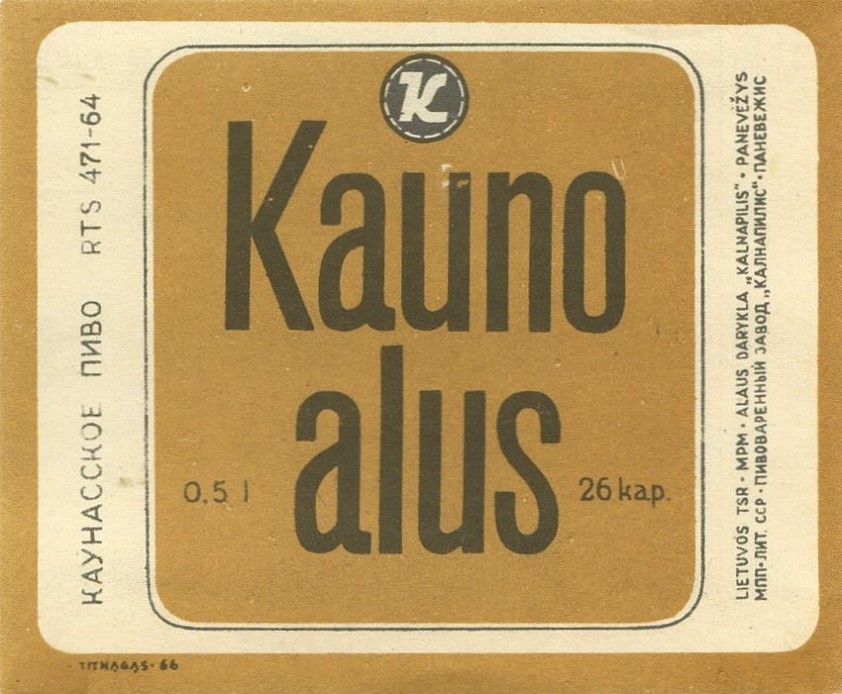 K
Kauno
alus
0,5 l
26 kap.
КАУНАССКОЕ ПИВО RTS 471-64
LIETUVOS TSR • MPM • ALAUS DARYKLA „KALNAPILIS“ • PANEVĖŽYS
МПП•ЛИТ. ССР•ПИВОВАРЕННЫЙ ЗАВОД „КАЛНАПИЛИС“•ПАНЕВЕЖИС
TITNAGAS • 66